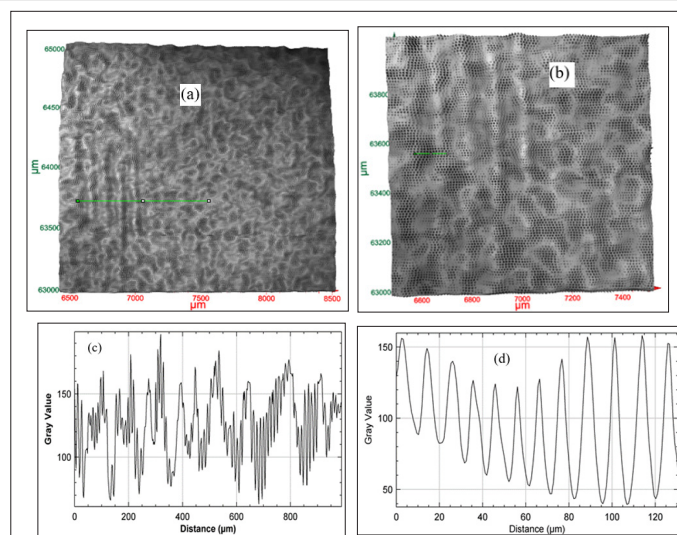 (a)
65000
64500
64000
63500
63000
µm
6500 7000 7500 8000 8500
µm
(b)
63800
63600
63400
63200
63000
µm
6600 6800 7000 7200 7400
µm
(c)
150
100
Gray Value
0 200 400 600 800
Distance (µm)
(d)
150
100
50
Gray Value
0 20 40 60 80 100 120
Distance (µm)